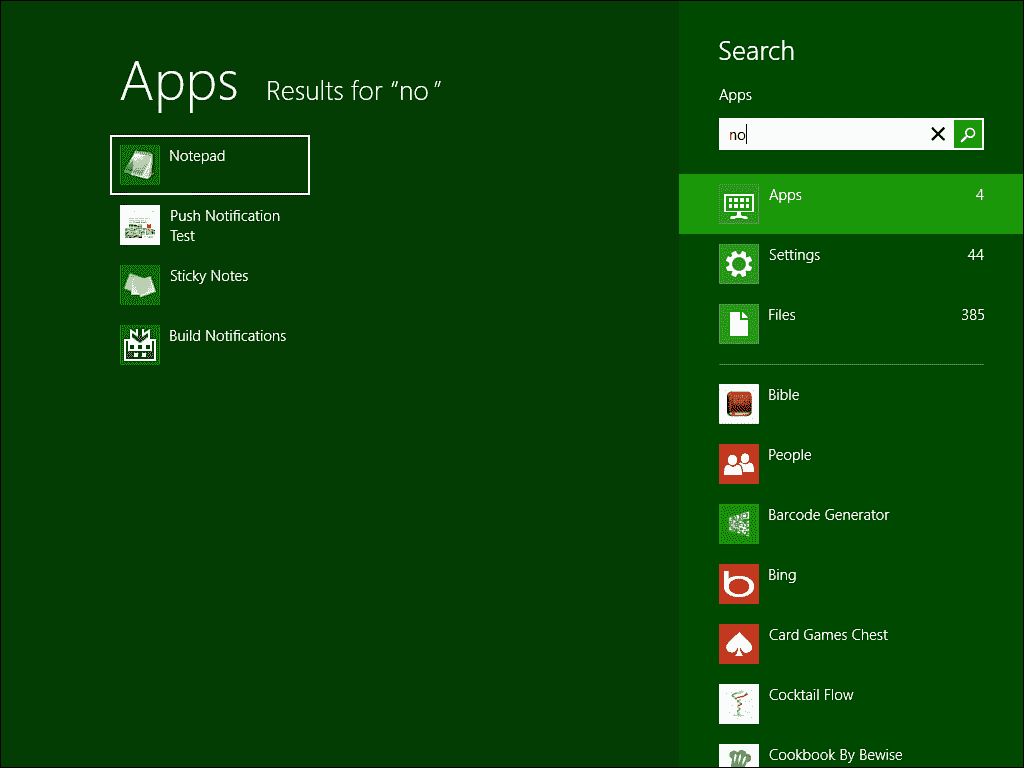 Apps Results for “no”
Notepad
Push Notification
Test
Sticky Notes
Build Notifications
Search
Apps
no
Apps 4
Settings 44
Files 385
Bible
People
Barcode Generator
Bing
Card Games Chest
Cocktail Flow
Cookbook By Bewise